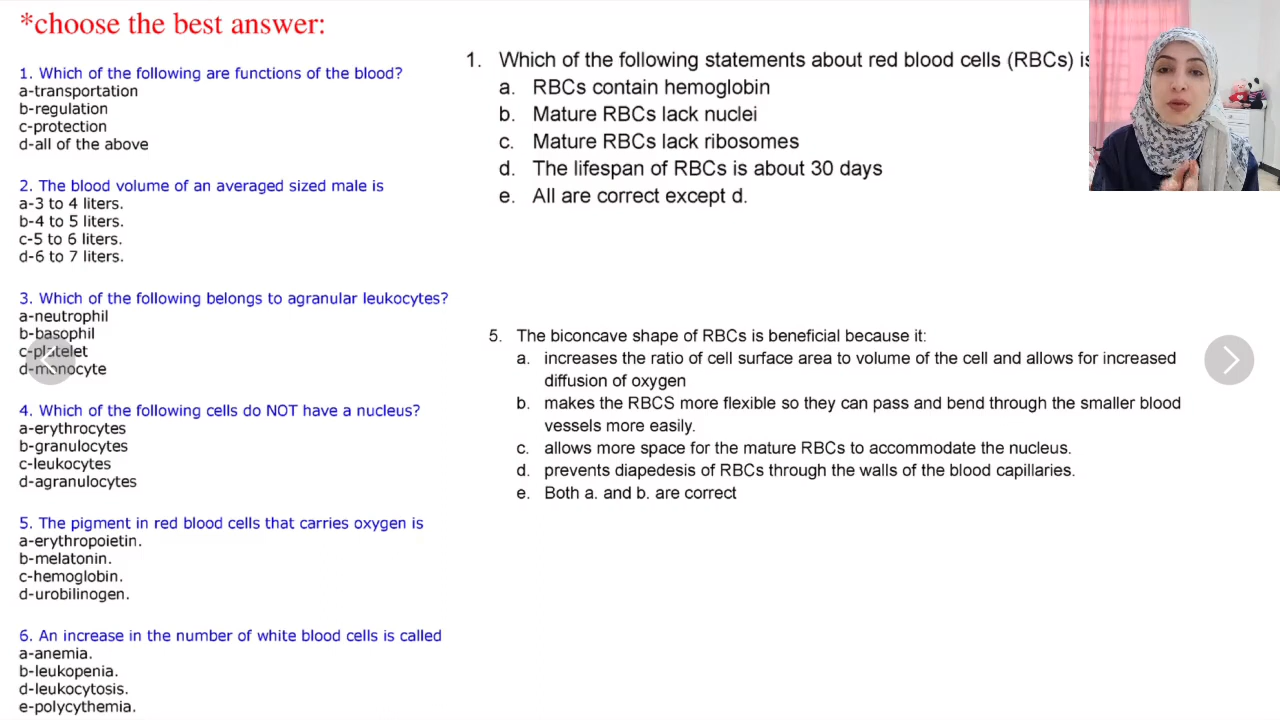 *choose the best answer:
1. Which of the following are functions of the blood?
a-transportation
b-regulation
c-protection
d-all of the above
2. The blood volume of an averaged sized male is
a-3 to 4 liters.
b-4 to 5 liters.
c-5 to 6 liters.
d-6 to 7 liters.
3. Which of the following belongs to agranular leukocytes?
a-neutrophil
b-basophil
c-platelet
d-monocyte
4. Which of the following cells do NOT have a nucleus?
a-erythrocytes
b-granulocytes
c-leukocytes
d-agranulocytes
5. The pigment in red blood cells that carries oxygen is
a-erythropoietin.
b-melatonin.
c-hemoglobin.
d-urobilinogen.
6. An increase in the number of white blood cells is called
a-anemia.
b-leukopenia.
d-leukocytosis.
e-polycythemia.
1. Which of the following statements about red blood cells (RBCs) is
a. RBCs contain hemoglobin
b. Mature RBCs lack nuclei
c. Mature RBCs lack ribosomes
d. The lifespan of RBCs is about 30 days
e. All are correct except d.
5. The biconcave shape of RBCs is beneficial because it:
a. increases the ratio of cell surface area to volume of the cell and allows for increased
diffusion of oxygen
b. makes the RBCS more flexible so they can pass and bend through the smaller blood
vessels more easily.
c. allows more space for the mature RBCs to accommodate the nucleus.
d. prevents diapedesis of RBCs through the walls of the blood capillaries.
e. Both a. and b. are correct